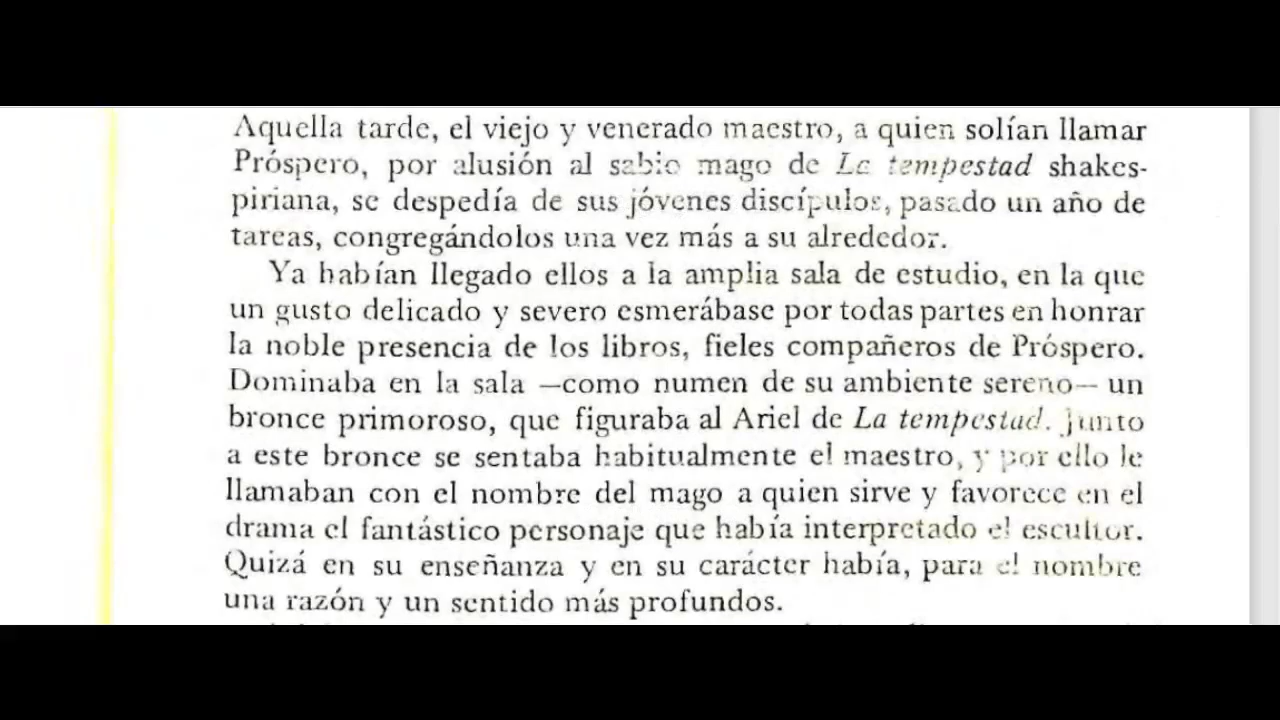 Aquella tarde, el viejo y venerado maestro, a quien solían llamar
Próspero, por alusión al sabio mago de La tempestad shakes-
piriana, se despedía de sus jóvenes discípulos, pasado un año de
tareas, congregándolos una vez más a su alrededor.
Ya habían llegado ellos a la amplia sala de estudio, en la que
un gusto delicado y severo esmerábase por todas partes en honrar
la noble presencia de los libros, fieles compañeros de Próspero.
Dominaba en la sala —como numen de su ambiente sereno— un
bronce primoroso, que figuraba al Ariel de La tempestad. Junto
a este bronce se sentaba habitualmente el maestro, y por ello le
llamaban con el nombre del mago a quien sirve y favorece en el
drama el fantástico personaje que había interpretado el escultor.
Quizá en su enseñanza y en su carácter había, para el nombre
una razón y un sentido más profundos.